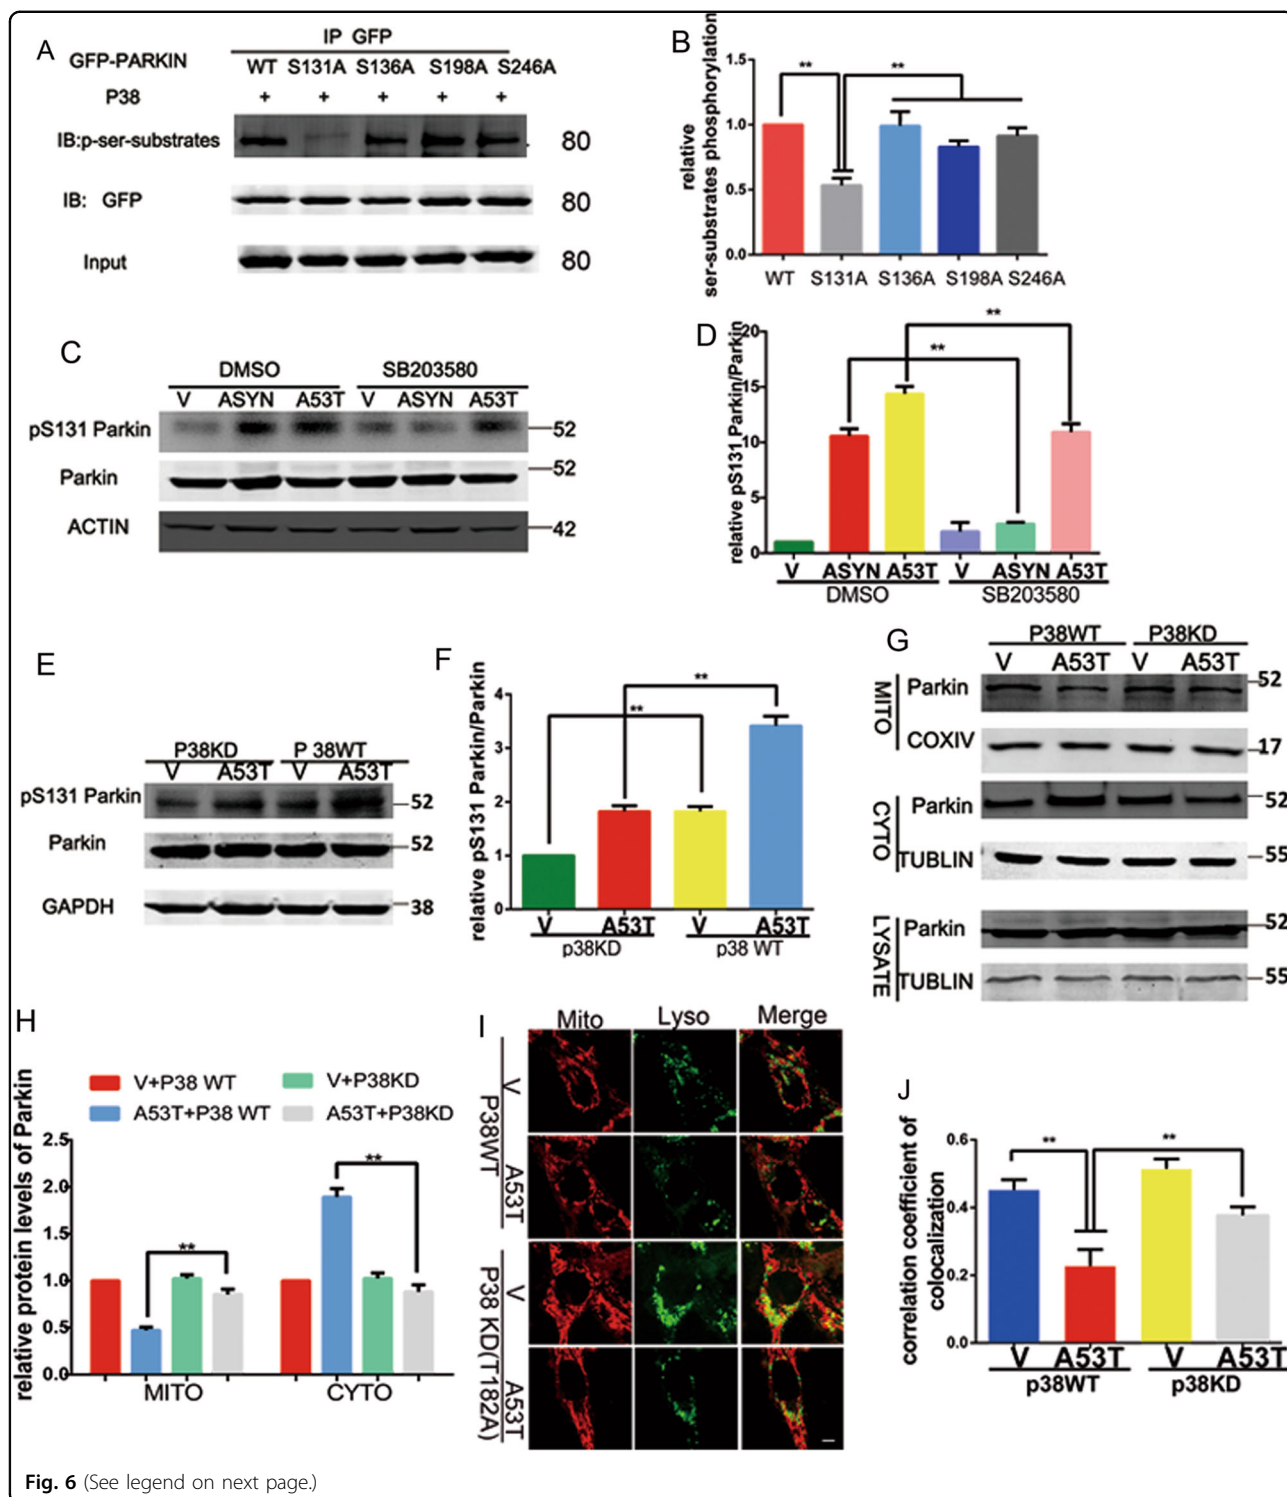 A
IP GFP
GFP-PARKIN
WT S131A S136A S198A S246A
P38
+ + + + +
IB:p-ser-substrates
80
IB: GFP
80
Input
80
B
relative
ser-substrates phosphorylation
1.5
1.0
0.5
0.0
** **
WT S131A S136A S198A S246A
C
DMSO SB203580
V ASYN A53T V ASYN A53T
pS131 Parkin
52
Parkin
52
ACTIN
42
D
relative pS131 Parkin/Parkin
20
15
10
5
0
**
**
V ASYN A53T V ASYN A53T
DMSO SB203580
E
P38KD P 38WT
V A53T V A53T
pS131 Parkin
52
Parkin
52
GAPDH
38
F
relative pS131 Parkin/Parkin
4
3
2
1
0
**
**
V A53T V A53T
p38KD p38 WT
G
P38WT P38KD
V A53T V A53T
MITO
Parkin
52
COXIV
17
CYTO
Parkin
52
TUBLIN
55
LYSATE
Parkin
52
TUBLIN
55
H
V+P38 WT V+P38KD
A53T+P38 WT A53T+P38KD
relative protein levels of Parkin
2.5
2.0
1.5
1.0
0.5
0.0
**
**
MITO CYTO
I
Mito Lyso Merge
V
A53T
P38WT
V
A53T
P38 KD(T182A)
J
correlation coefficient of
colocalization
0.6
0.4
0.2
0.0
** **
V A53T V A53T
p38WT p38KD
Fig. 6 (See legend on next page.)